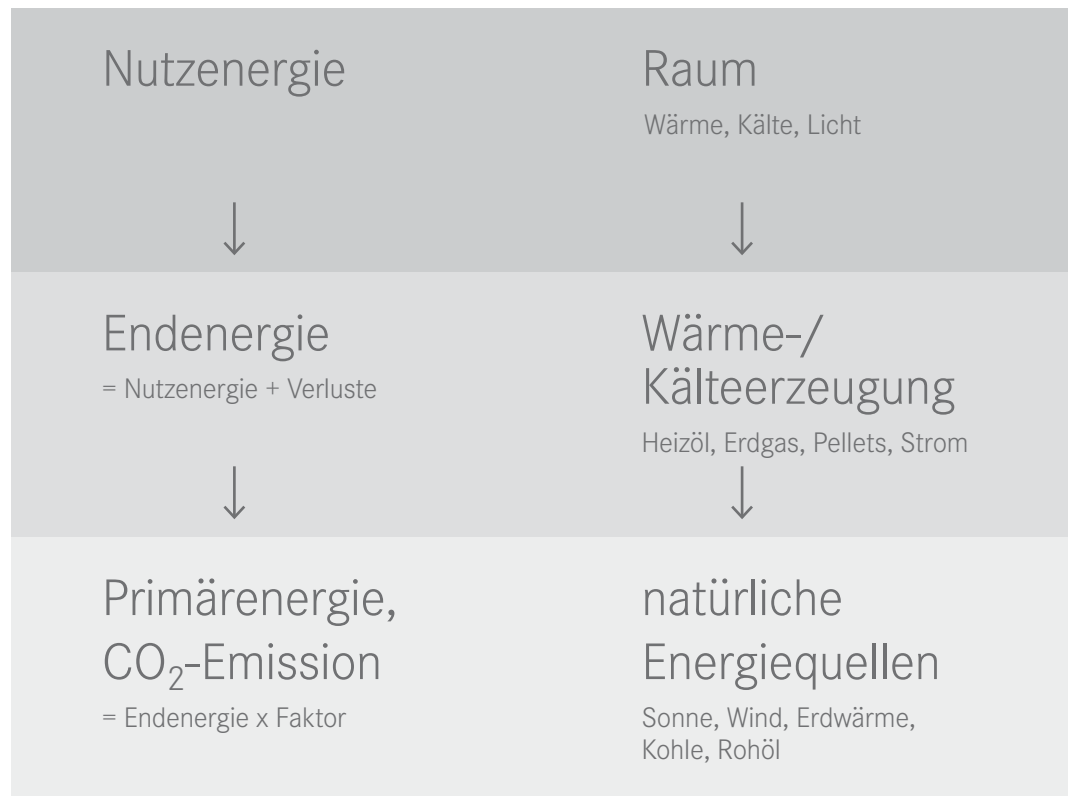 Nutzenergie
Raum
Wärme, Kälte, Licht
Endenergie
= Nutzenergie + Verluste
Wärme-/
Kälteerzeugung
Heizöl, Erdgas, Pellets, Strom
Primärenergie,
CO₂-Emission
= Endenergie x Faktor
natürliche
Energiequellen
Sonne, Wind, Erdwärme,
Kohle, Rohöl